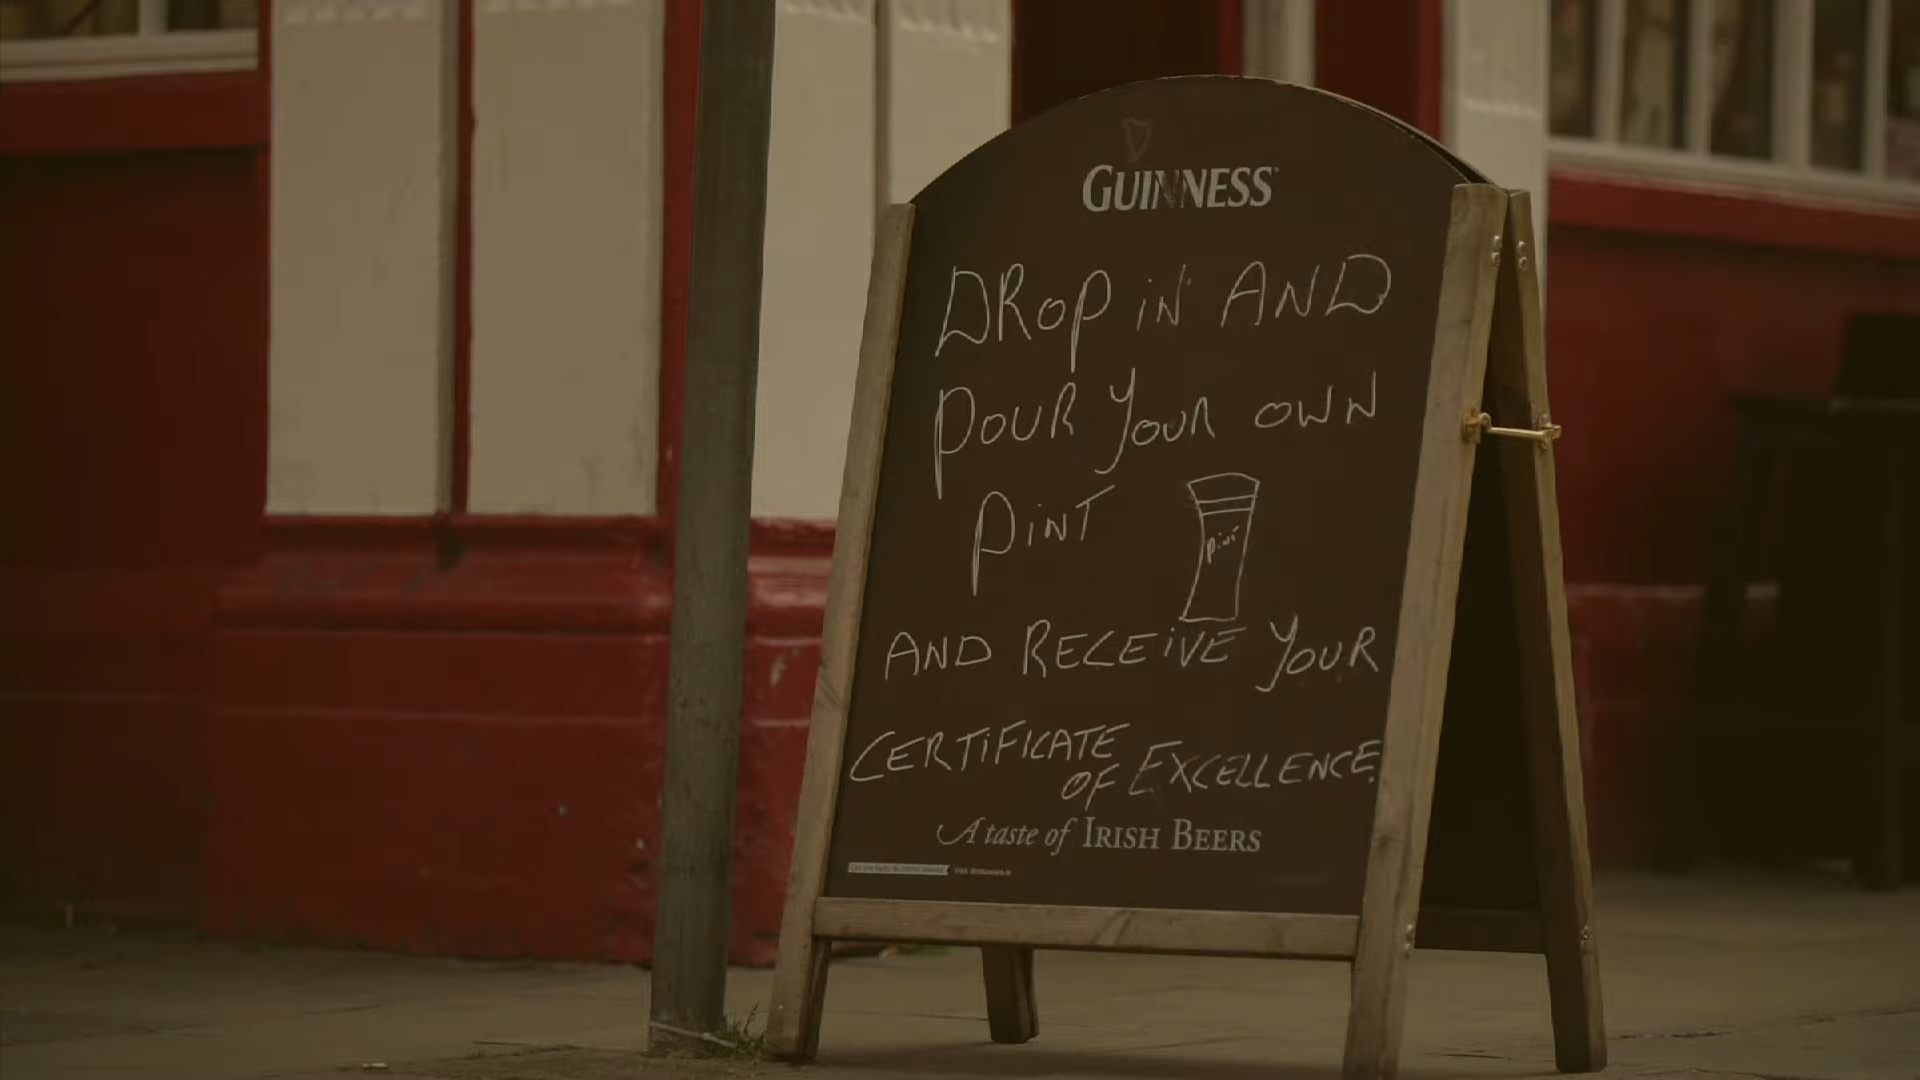 GUINNESS
DROP iN AND
POUR YOUR OWN
PiNT
Pint
AND RECEiVE YOUR
CERTiFICATE
OF EXCELLENCE.
A taste of IRISH BEERS